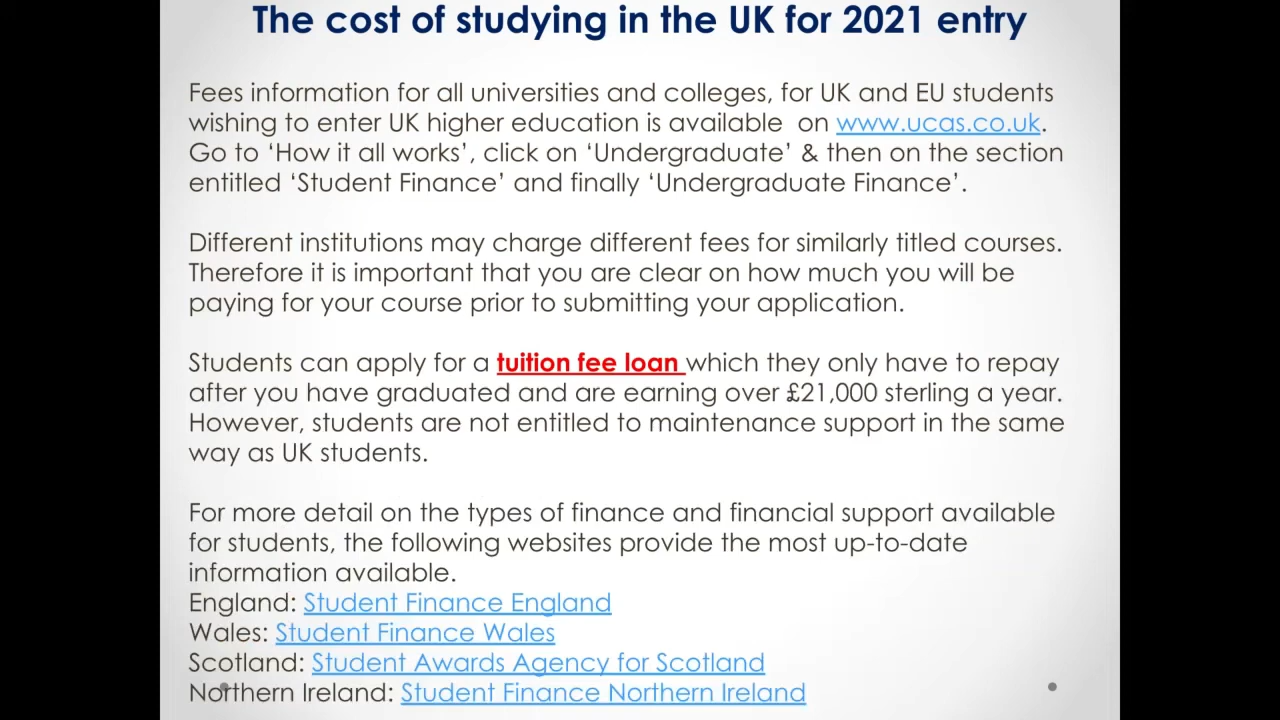 The cost of studying in the UK for 2021 entry
Fees information for all universities and colleges, for UK and EU students
wishing to enter UK higher education is available  on www.ucas.co.uk.
Go to ‘How it all works’, click on ‘Undergraduate’ & then on the section
entitled ‘Student Finance’ and finally ‘Undergraduate Finance’.
Different institutions may charge different fees for similarly titled courses.
Therefore it is important that you are clear on how much you will be
paying for your course prior to submitting your application.
Students can apply for a tuition fee loan which they only have to repay
after you have graduated and are earning over £21,000 sterling a year.
However, students are not entitled to maintenance support in the same
way as UK students.
For more detail on the types of finance and financial support available
for students, the following websites provide the most up-to-date
information available.
England: Student Finance England
Wales: Student Finance Wales
Scotland: Student Awards Agency for Scotland
Northern Ireland: Student Finance Northern Ireland